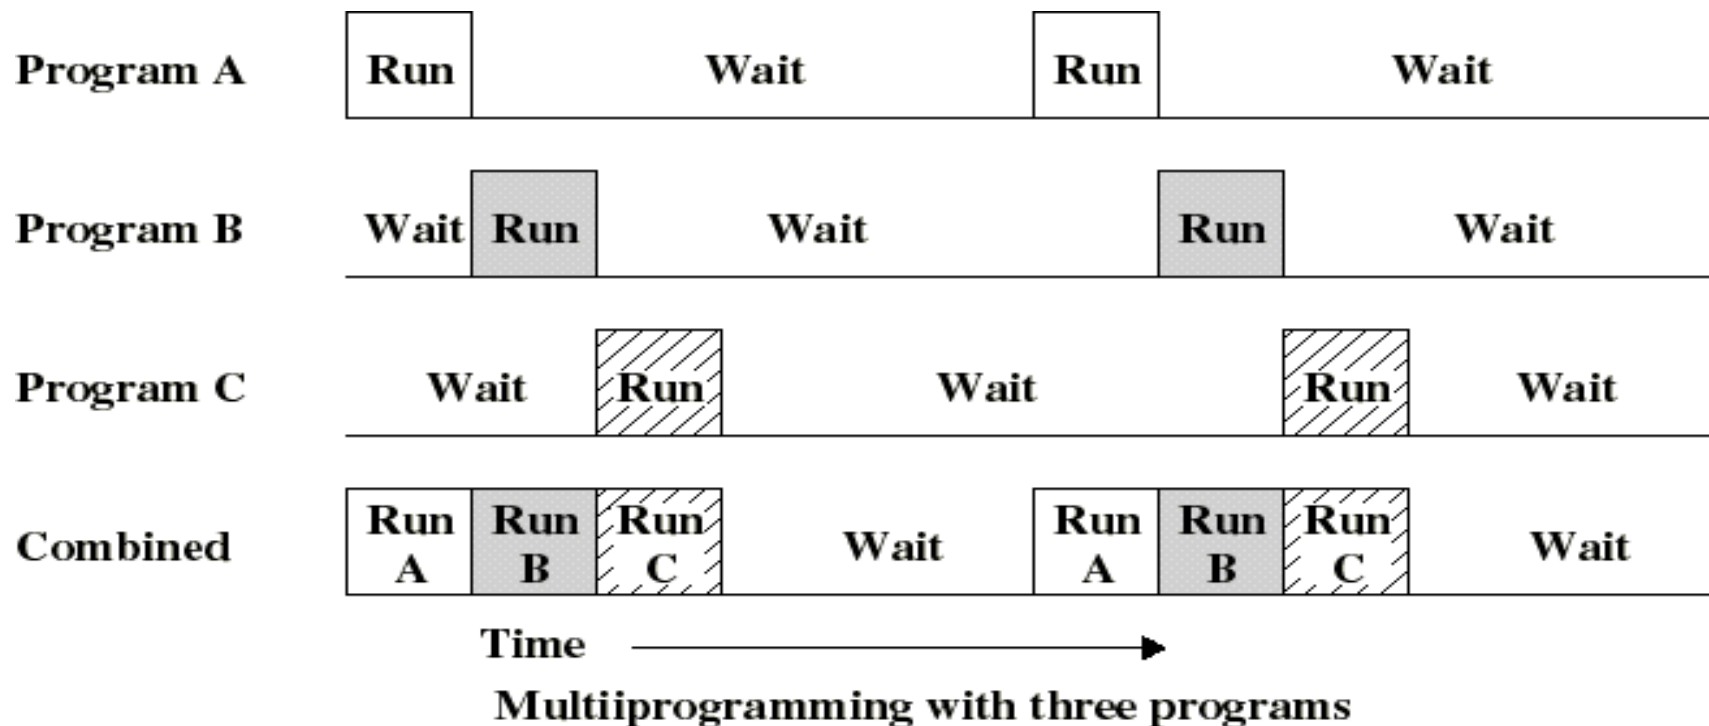 Program A Run Wait Run Wait
Program B Wait Run Wait Run Wait
Program C Wait Run Wait Run Wait
Combined Run A Run B Run C Wait Run A Run B Run C Wait
Time
Multiiprogramming with three programs